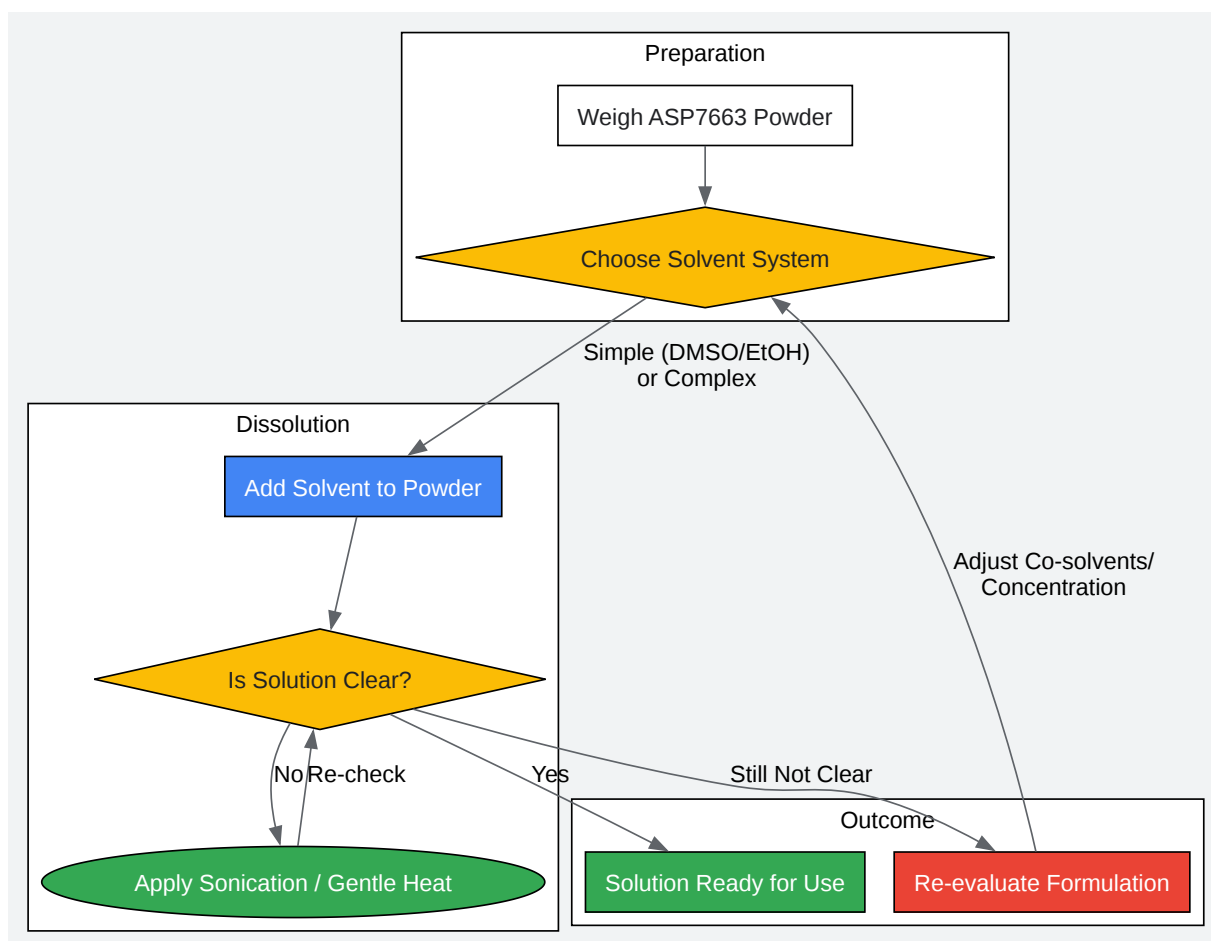 Preparation
Weigh ASP7663 Powder
Choose Solvent System
Simple (DMSO/EtOH)
or Complex
Dissolution
Add Solvent to Powder
Adjust Co-solvents/
Concentration
Is Solution Clear?
No
Re-check
Yes
Still Not Clear
Outcome
Apply Sonication / Gentle Heat
Solution Ready for Use
Re-evaluate Formulation